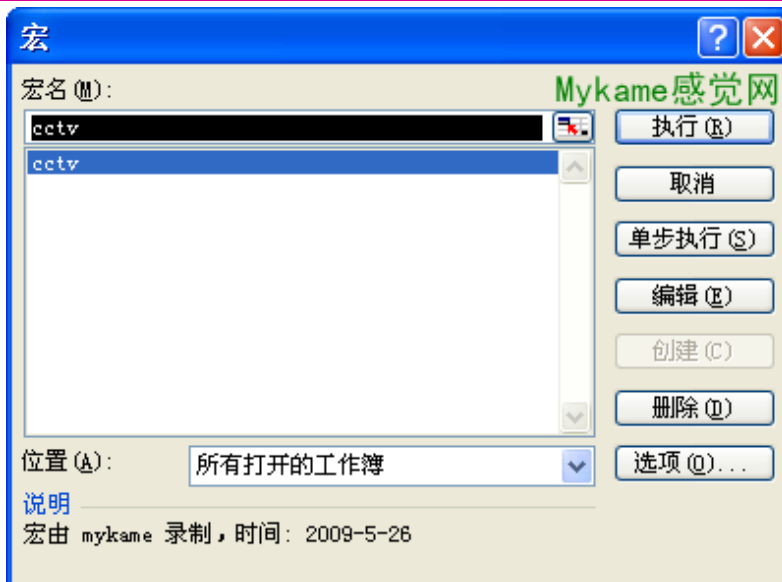 宏
宏名(M):
Mykame感觉网
cctv
执行(R)
cctv
取消
单步执行(S)
编辑(E)
创建(C)
删除(D)
位置(A):
所有打开的工作簿
选项(O)...
说明
宏由 mykame 录制，时间: 2009-5-26